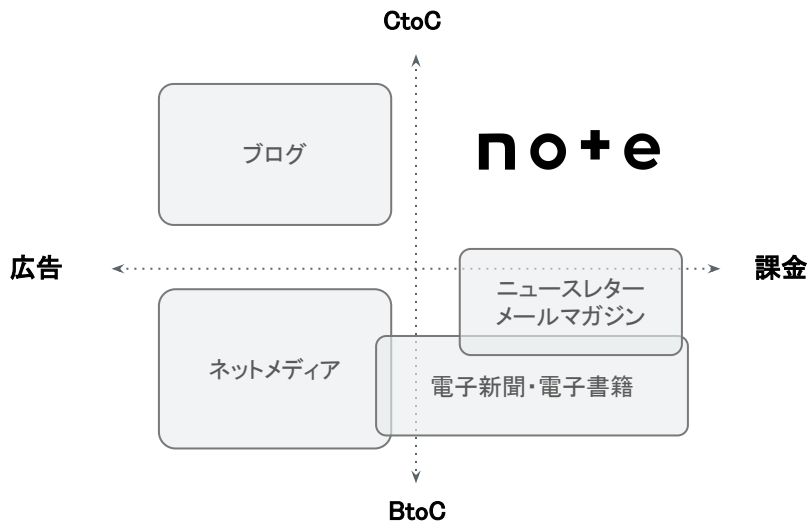 CtoC
ブログ
note
広告
課金
ニュースレター
メールマガジン
ネットメディア
電子新聞・電子書籍
BtoC